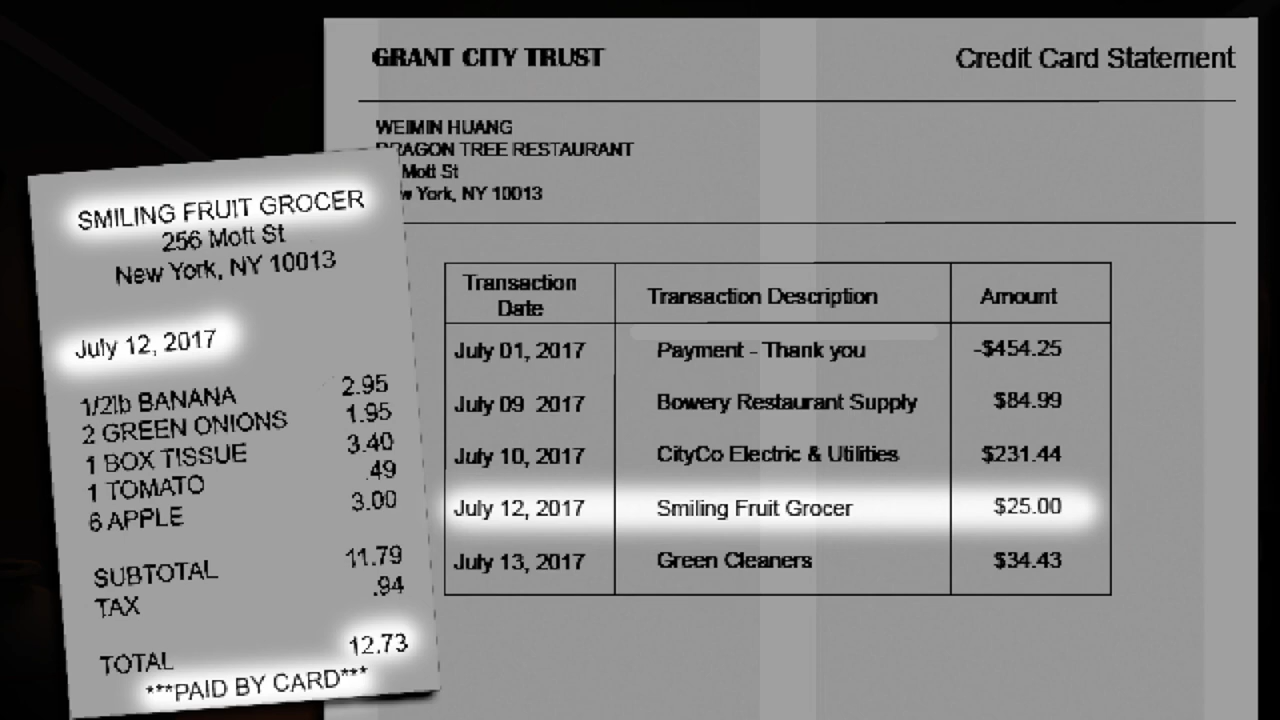 GRANT CITY TRUST
Credit Card Statement
WEIMIN HUANG
DRAGON TREE RESTAURANT
Mott St
York, NY 10013
Transaction Date Transaction Description Amount
July 01, 2017 Payment - Thank you -$454.25
July 09 2017 Bowery Restaurant Supply $84.99
July 10, 2017 CityCo Electric & Utilities $231.44
July 12, 2017 Smiling Fruit Grocer $25.00
July 13, 2017 Green Cleaners $34.43
SMILING FRUIT GROCER
256 Mott St
New York, NY 10013
July 12, 2017
1/2lb BANANA 2.95
2 GREEN ONIONS 1.95
1 BOX TISSUE 3.40
1 TOMATO .49
6 APPLE 3.00
SUBTOTAL 11.79
TAX .94
TOTAL 12.73
***PAID BY CARD***